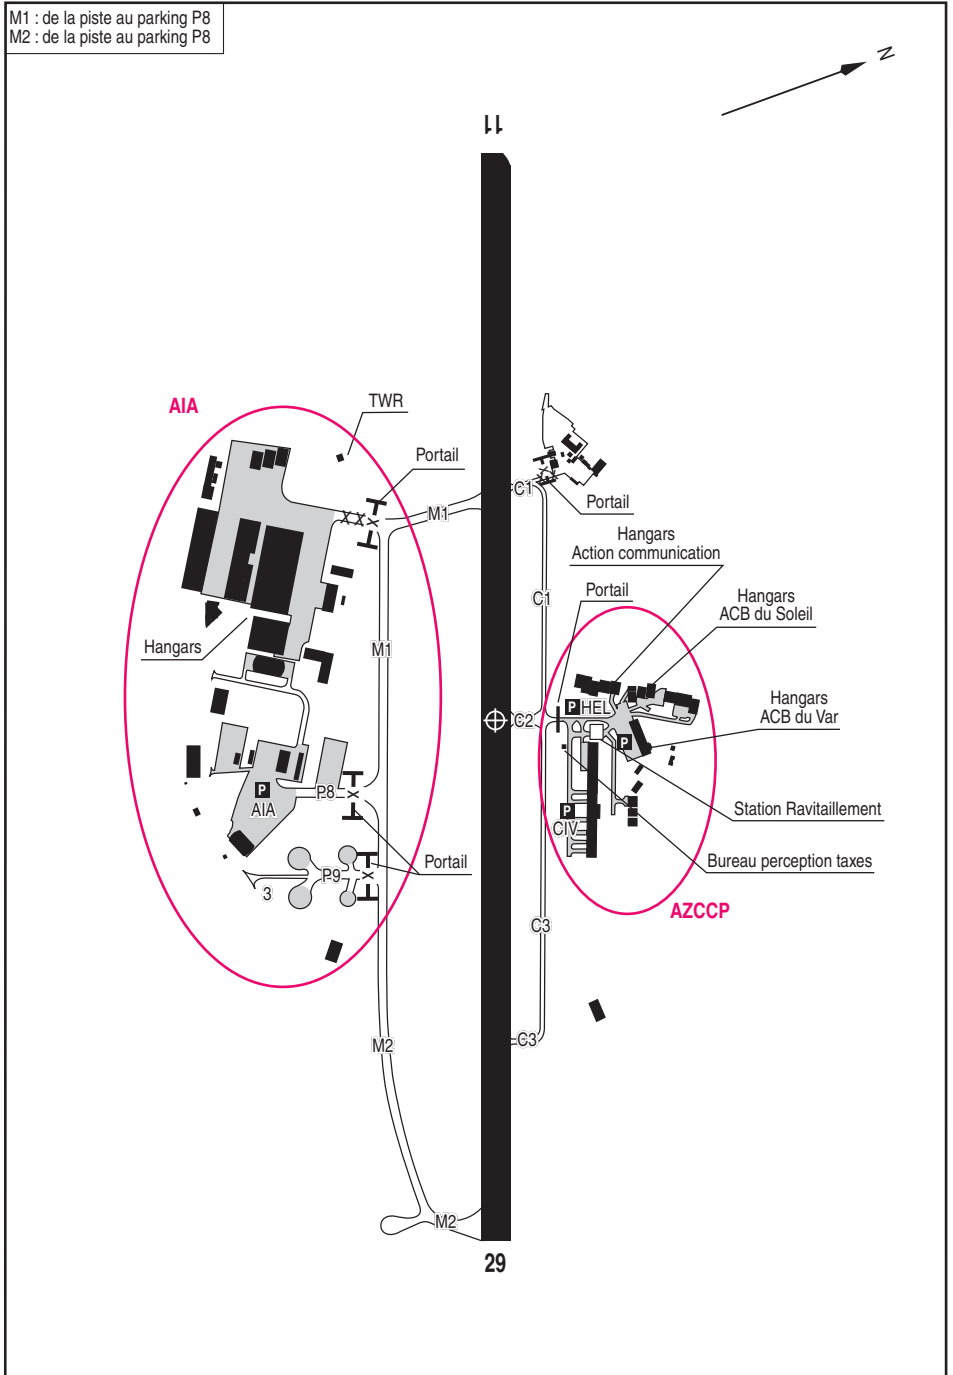 M1 : de la piste au parking P8
M2 : de la piste au parking P8
N
11
AIA
TWR
Portail
C1
M1
Portail
Hangars
Action communication
C1
Portail
Hangars
ACB du Soleil
Hangars
M1
P HEL
C2
Hangars
ACB du Var
P
P
AIA
P8
P
CIV
Station Ravitaillement
Portail
Bureau perception taxes
P9
3
AZCCP
C3
C3
M2
M2
29